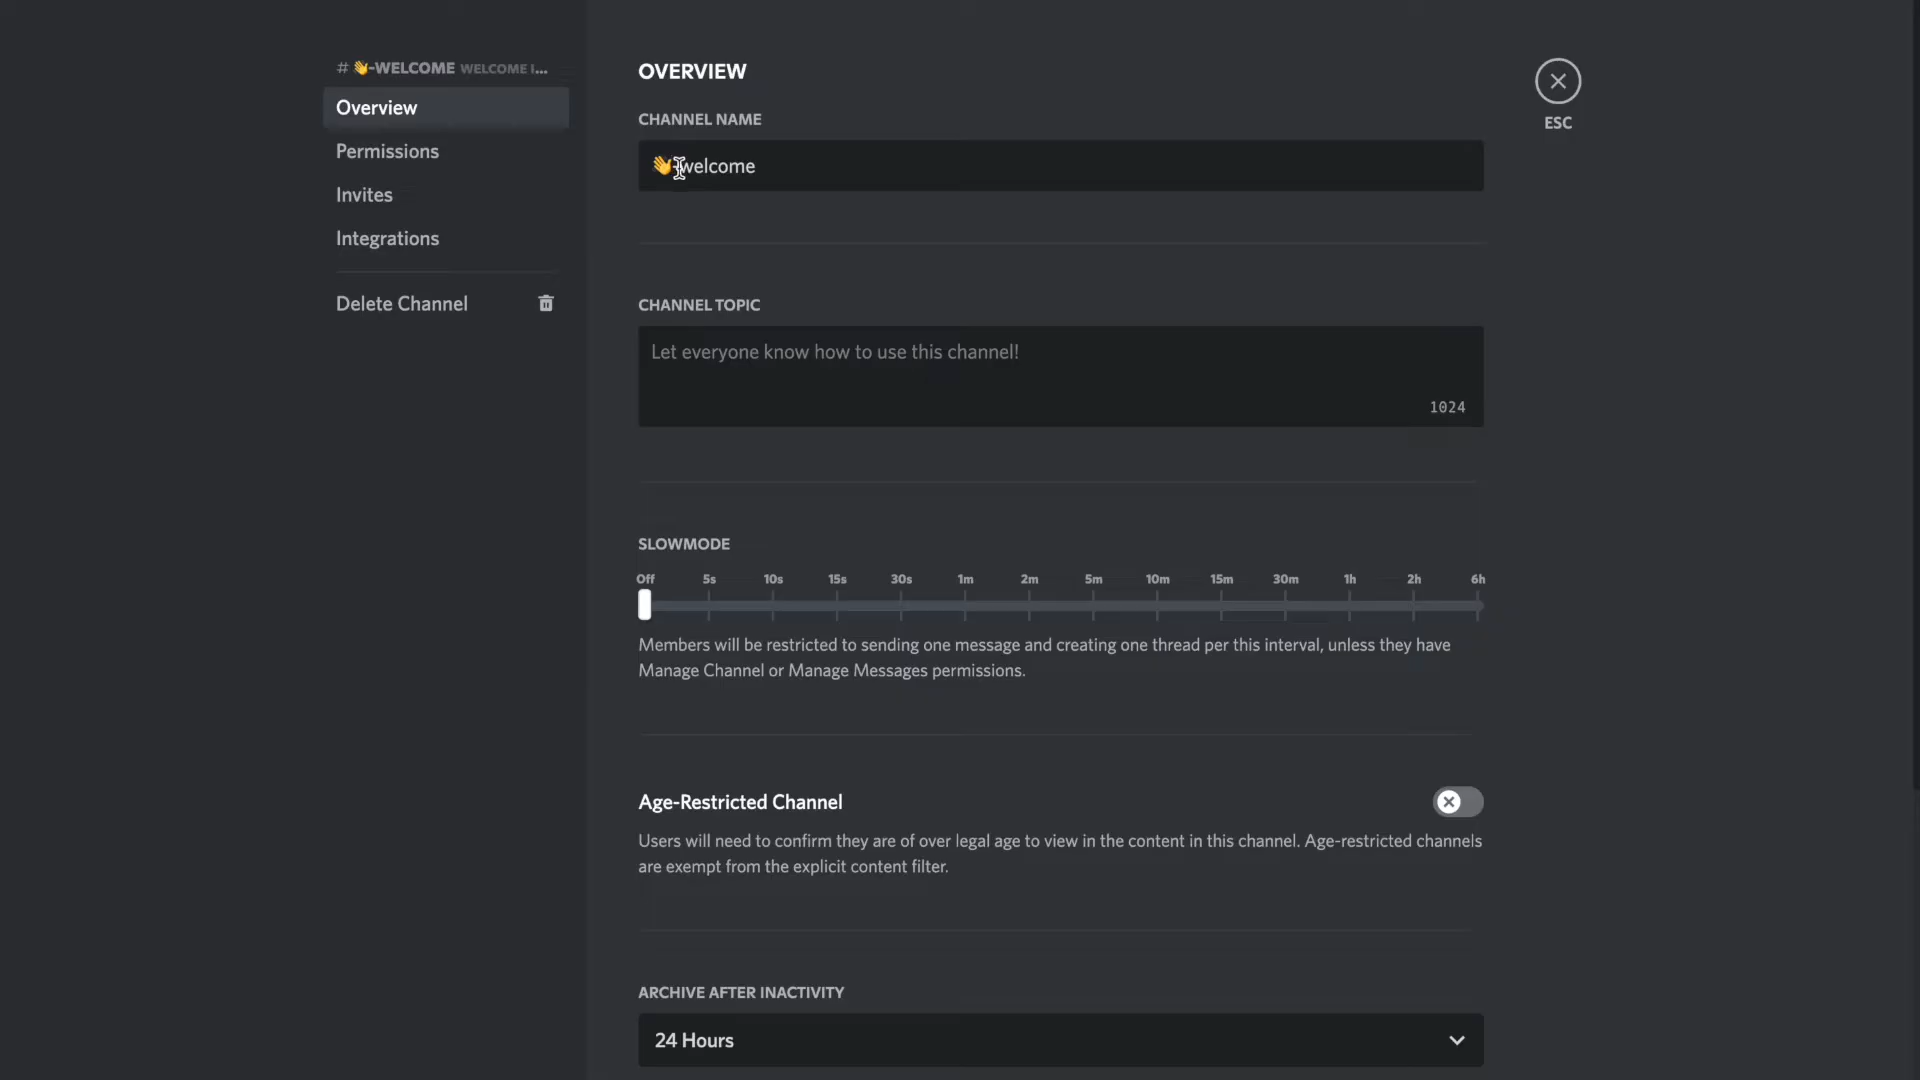 # 👋-WELCOME WELCOME I...
Overview
Permissions
Invites
Integrations
Delete Channel
OVERVIEW
CHANNEL NAME
👋-welcome
CHANNEL TOPIC
Let everyone know how to use this channel!
1024
SLOWMODE
Off 5s 10s 15s 30s 1m 2m 5m 10m 15m 30m 1h 2h 6h
Members will be restricted to sending one message and creating one thread per this interval, unless they have
Manage Channel or Manage Messages permissions.
Age-Restricted Channel
Users will need to confirm they are of over legal age to view in the content in this channel. Age-restricted channels
are exempt from the explicit content filter.
ARCHIVE AFTER INACTIVITY
24 Hours
ESC